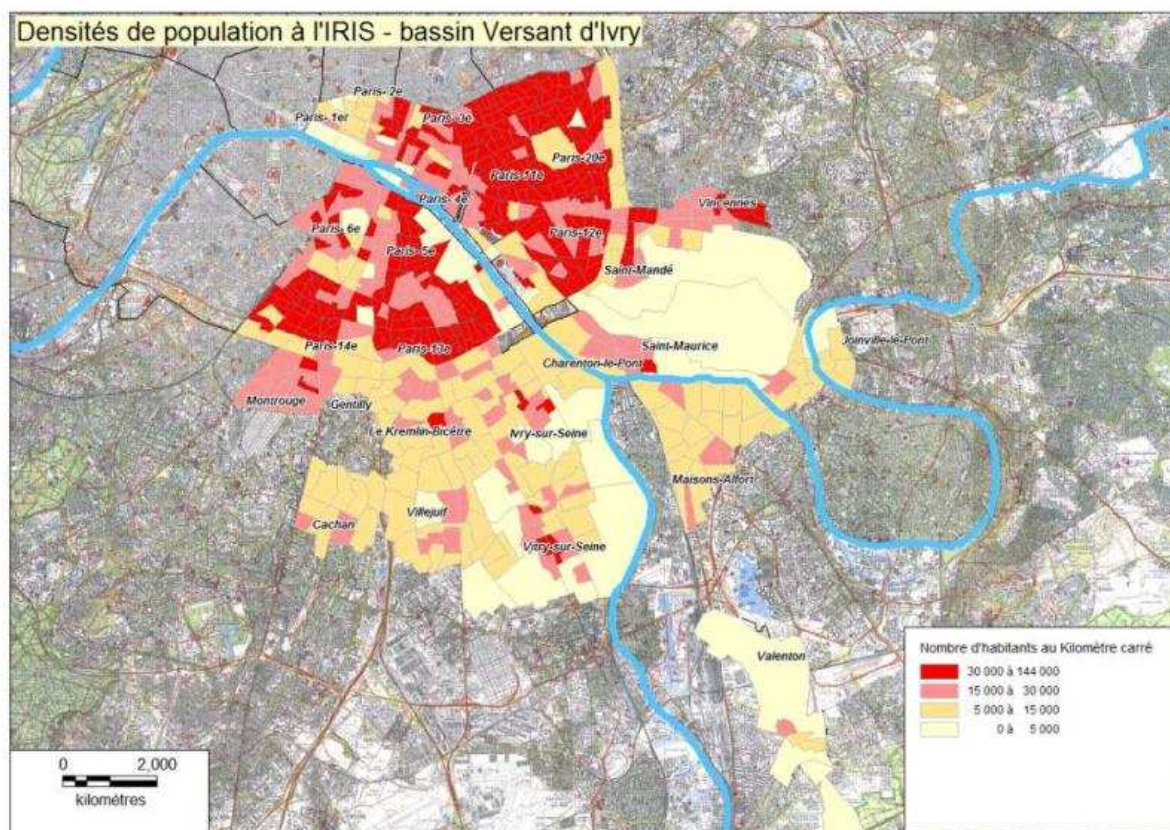 Densités de population à l'IRIS - bassin Versant d'Ivry
Paris- 2e
Paris- 1er
Paris- 3e
Paris-20e
Paris-11e
Paris- 4e
Vincennes
Paris- 6e
Paris-12e
Paris- 5e
Saint-Mandé
Paris-14e
Paris-13e
Saint-Maurice
Joinville-le-Pont
Charenton-le-Pont
Montrouge
Gentilly
Le Kremlin-Bicêtre
Ivry-sur-Seine
Maisons-Alfort
Villejuif
Cachan
Vitry-sur-Seine
Valenton
Nombre d'habitants au Kilomètre carré
30 000 à 144 000
15 000 à 30 000
5 000 à 15 000
0 à 5 000
0 2,000
kilomètres